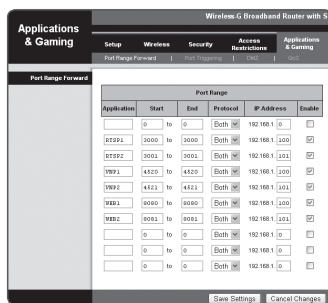 Wireless-G Broadband Router with S
Applications & Gaming
Setup Wireless Security Access Restrictions Applications & Gaming
Port Range Forward | Port Triggering | DMZ | QoS
Port Range Forward
Port Range
Application Start End Protocol IP Address Enable
0 to 0 Both 192.168.1. 0
RTSP1 3000 to 3000 Both 192.168.1. 100
RTSP2 3001 to 3001 Both 192.168.1. 101
VNP1 4520 to 4520 Both 192.168.1. 100
VNP2 4521 to 4521 Both 192.168.1. 101
WEB1 8080 to 8080 Both 192.168.1. 100
WEB2 8081 to 8081 Both 192.168.1. 101
0 to 0 Both 192.168.1. 0
0 to 0 Both 192.168.1. 0
0 to 0 Both 192.168.1. 0
Save Settings Cancel Changes